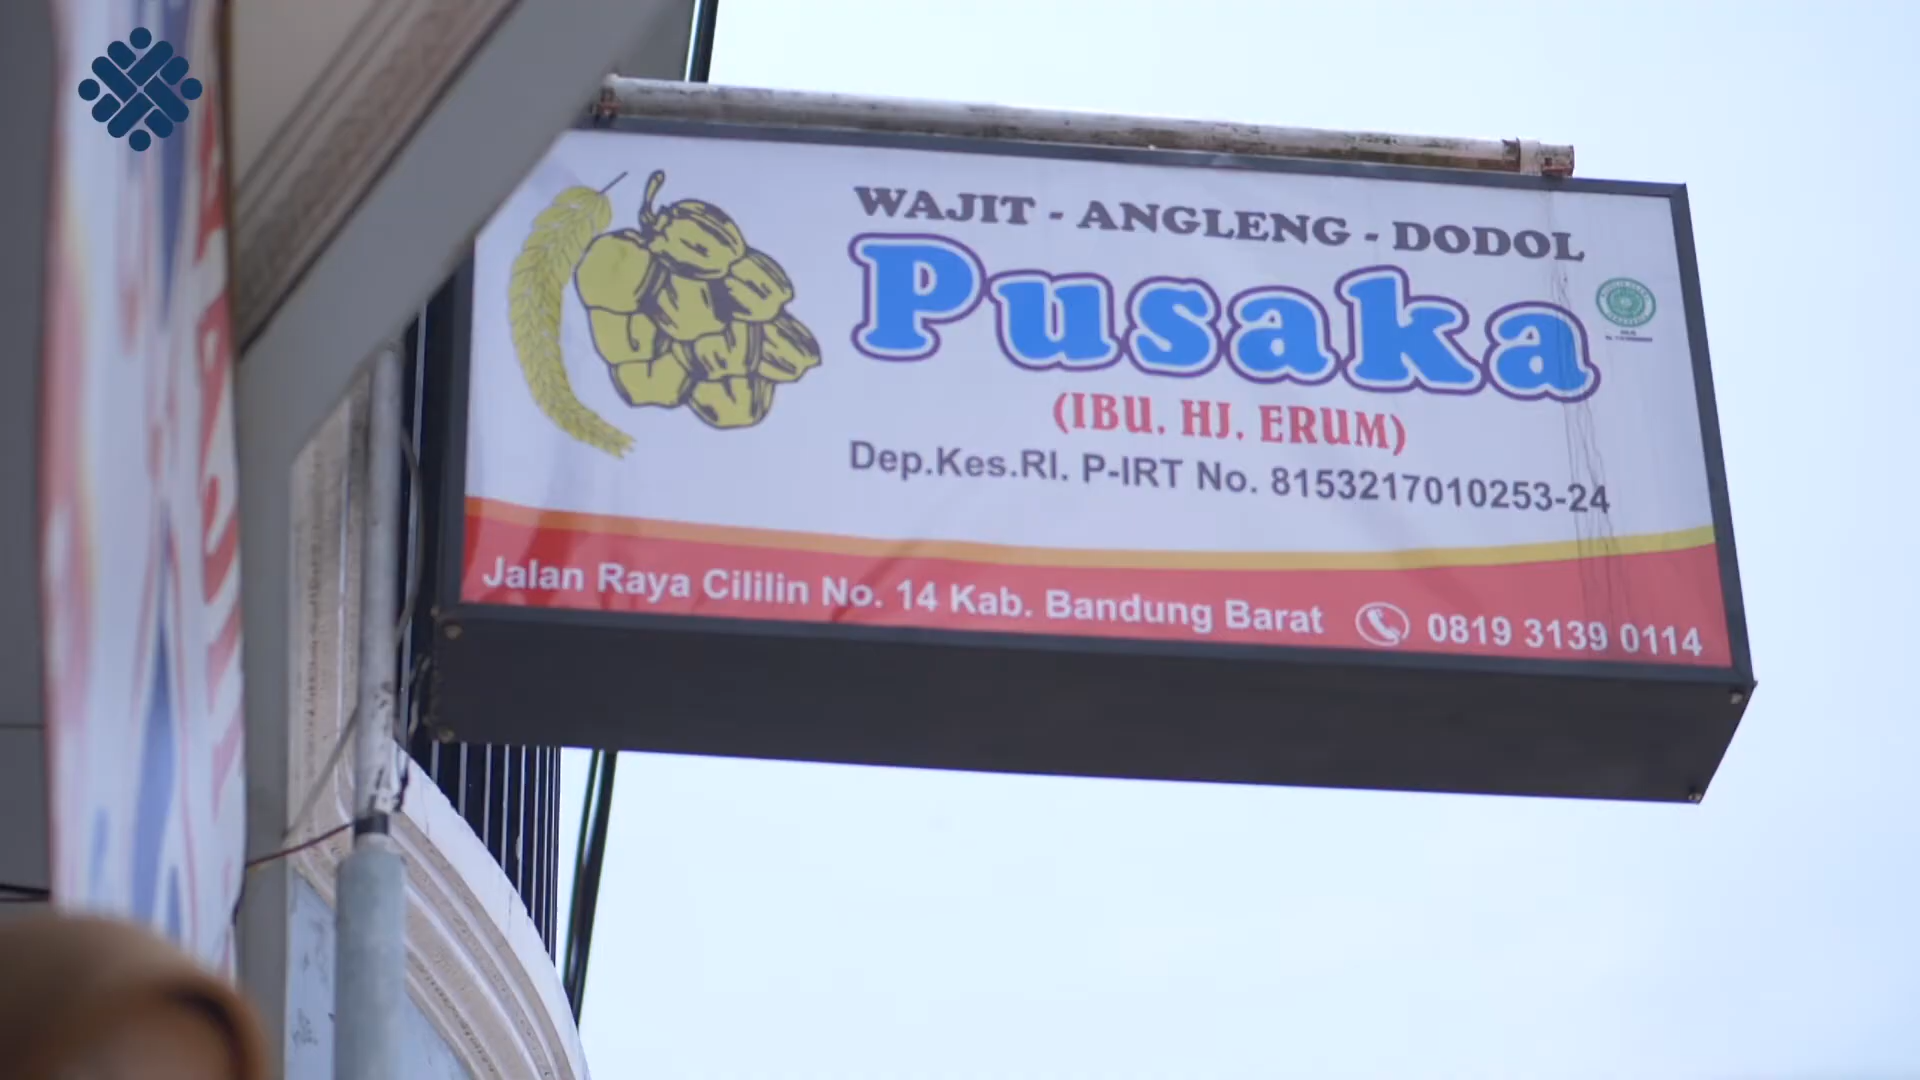 WAJIT - ANGLENG - DODOL
Pusaka
(IBU. HJ. ERUM)
Dep.Kes.RI. P-IRT No. 8153217010253-24
Jalan Raya Cililin No. 14 Kab. Bandung Barat 0819 3139 0114